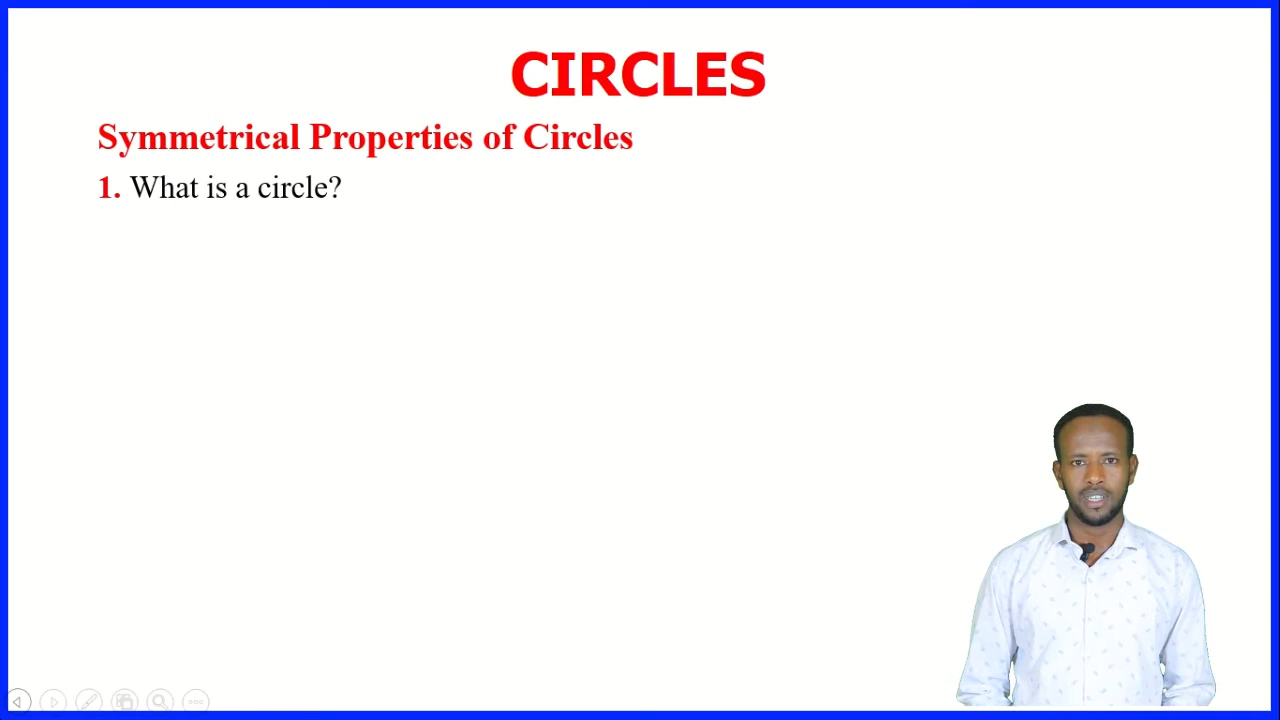 CIRCLES
Symmetrical Properties of Circles
1. What is a circle?